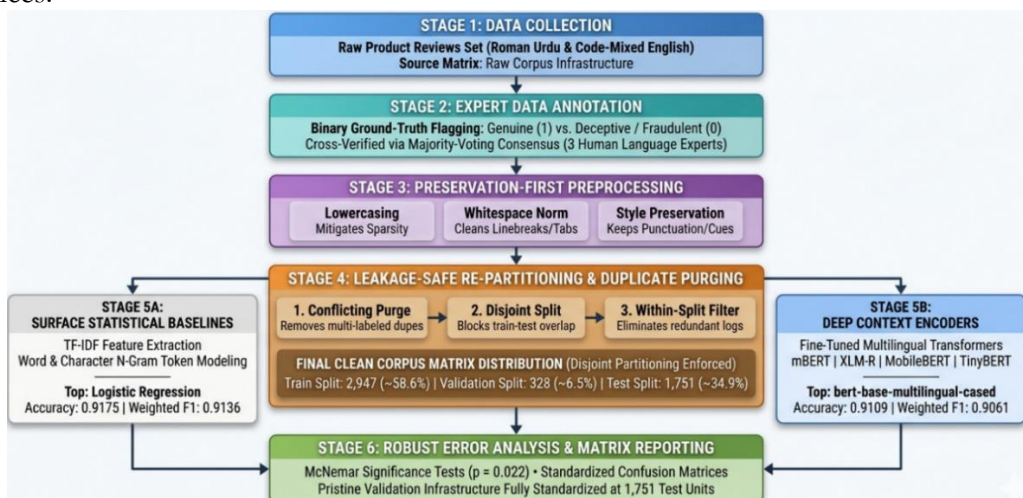 STAGE 1: DATA COLLECTION
Raw Product Reviews Set (Roman Urdu & Code-Mixed English)
Source Matrix: Raw Corpus Infrastructure
STAGE 2: EXPERT DATA ANNOTATION
Binary Ground-Truth Flagging: Genuine (1) vs. Deceptive / Fraudulent (0)
Cross-Verified via Majority-Voting Consensus (3 Human Language Experts)
STAGE 3: PRESERVATION-FIRST PREPROCESSING
Lowercasing
Mitigates Sparsity
Whitespace Norm
Cleans Linebreaks/Tabs
Style Preservation
Keeps Punctuation/Cues
STAGE 4: LEAKAGE-SAFE RE-PARTITIONING & DUPLICATE PURGING
1. Conflicting Purge
Removes multi-labeled dupes
2. Disjoint Split
Blocks train-test overlap
3. Within-Split Filter
Eliminates redundant logs
FINAL CLEAN CORPUS MATRIX DISTRIBUTION (Disjoint Partitioning Enforced)
Train Split: 2,947 (~58.6%) | Validation Split: 328 (~6.5%) | Test Split: 1,751 (~34.9%)
STAGE 5A:
SURFACE STATISTICAL BASELINES
TF-IDF Feature Extraction
Word & Character N-Gram Token Modeling
Top: Logistic Regression
Accuracy: 0.9175 | Weighted F1: 0.9136
STAGE 5B:
DEEP CONTEXT ENCODERS
Fine-Tuned Multilingual Transformers
mBERT | XLM-R | MobileBERT | TinyBERT
Top: bert-base-multilingual-cased
Accuracy: 0.9109 | Weighted F1: 0.9061
STAGE 6: ROBUST ERROR ANALYSIS & MATRIX REPORTING
McNemar Significance Tests (p = 0.022) • Standardized Confusion Matrices
Pristine Validation Infrastructure Fully Standardized at 1,751 Test Units